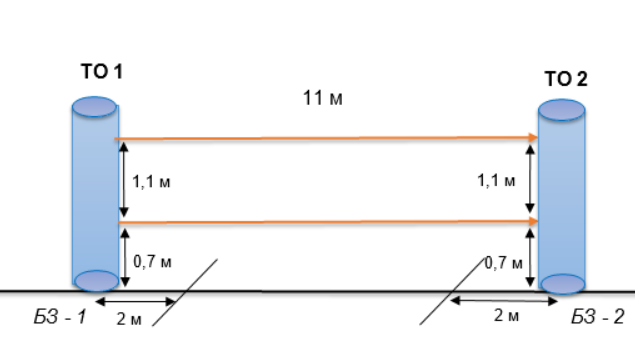 ТО 1
ТО 2
11 м
1,1 м
1,1 м
0,7 м
0,7 м
БЗ - 1
2 м
2 м
БЗ - 2